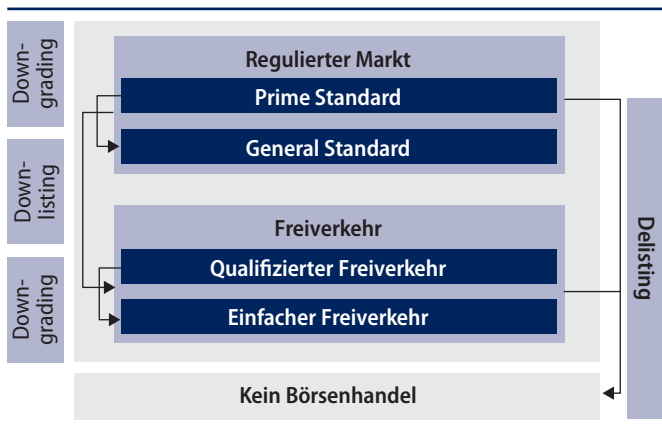 Down-
grading
Regulierter Markt
Prime Standard
General Standard
Down-
listing
Freiverkehr
Qualifizierter Freiverkehr
Einfacher Freiverkehr
Down-
grading
Delisting
Kein Börsenhandel